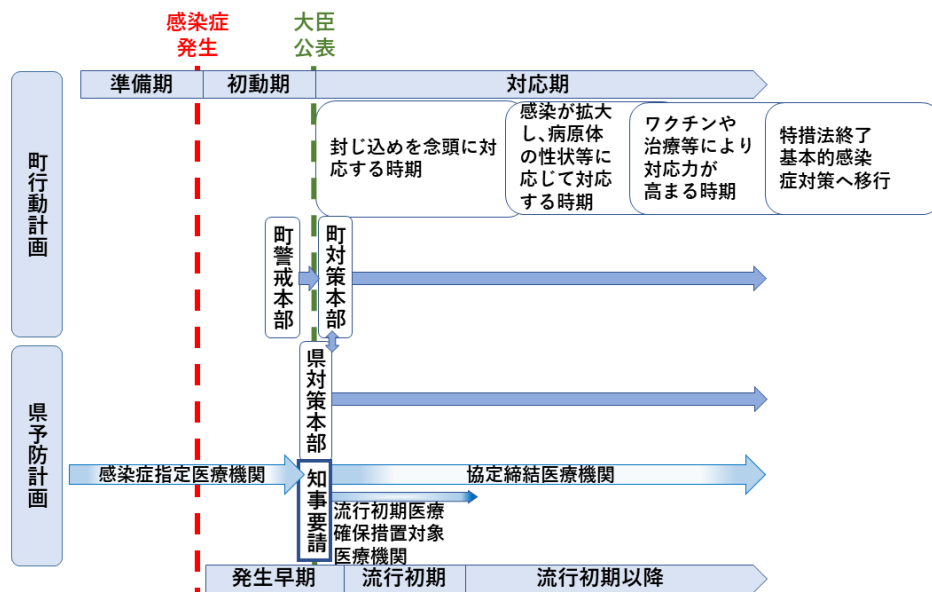 感染症
発生
大臣
公表
町行動計画
準備期
初動期
対応期
封じ込めを念頭に対
応する時期
感染が拡大
し、病原体
の性状等に
応じて対応
する時期
ワクチンや
治療等により
対応力が
高まる時期
特措法終了
基本的感染
症対策へ移行
町警戒本部
町対策本部
県予防計画
県対策本部
感染症指定医療機関
知事要請
協定締結医療機関
流行初期医療
確保措置対象
医療機関
発生早期
流行初期
流行初期以降